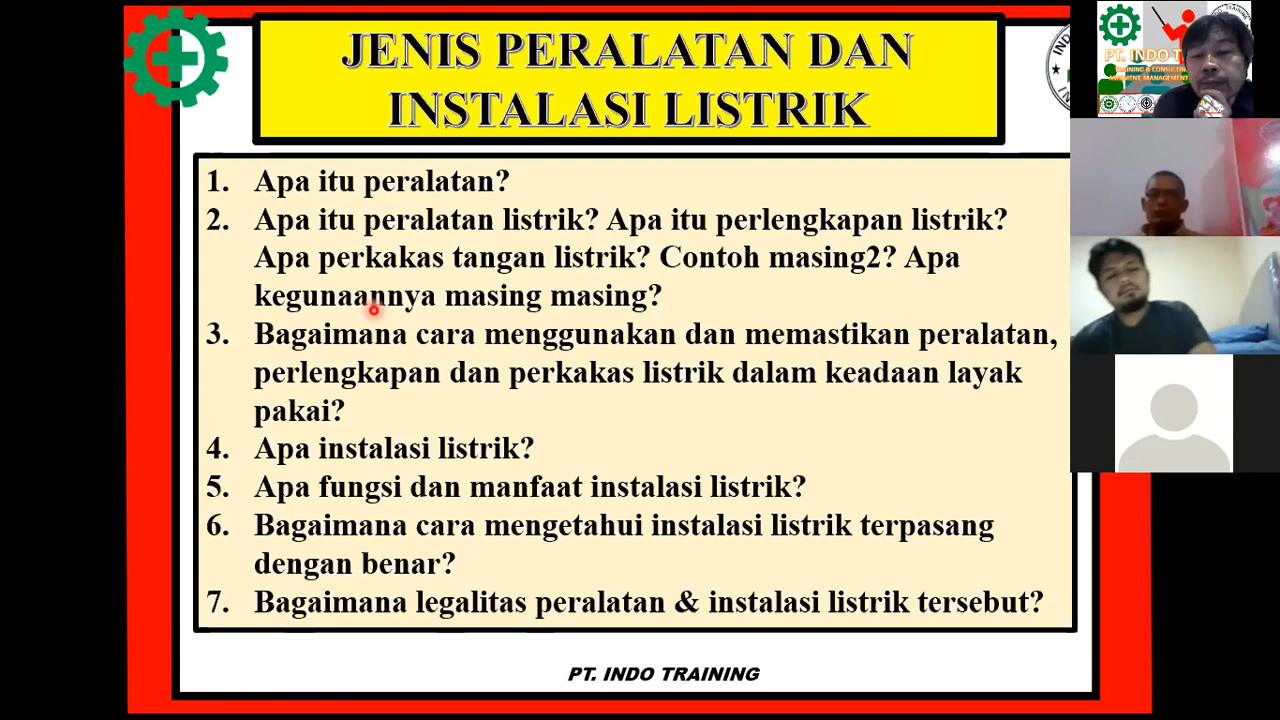 JENIS PERALATAN DAN
INSTALASI LISTRIK
1. Apa itu peralatan?
2. Apa itu peralatan listrik? Apa itu perlengkapan listrik?
Apa perkakas tangan listrik? Contoh masing2? Apa
kegunaannya masing masing?
3. Bagaimana cara menggunakan dan memastikan peralatan,
perlengkapan dan perkakas listrik dalam keadaan layak
pakai?
4. Apa instalasi listrik?
5. Apa fungsi dan manfaat instalasi listrik?
6. Bagaimana cara mengetahui instalasi listrik terpasang
dengan benar?
7. Bagaimana legalitas peralatan & instalasi listrik tersebut?
PT. INDO TRAINING
PT. INDO